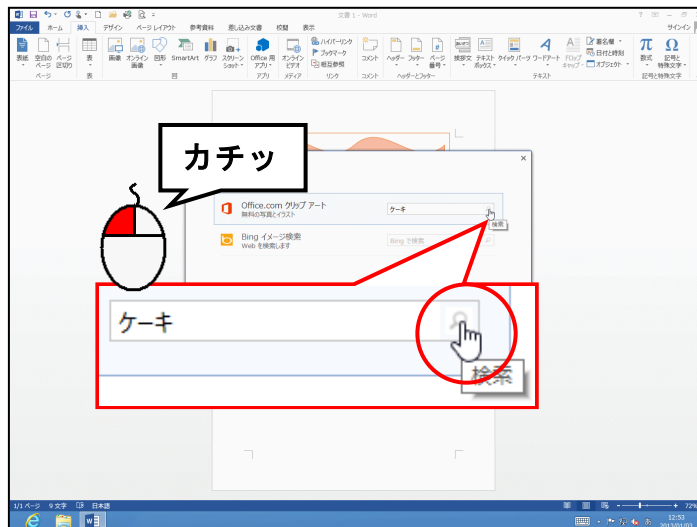 文書 1 - Word
サインイン
ファイル ホーム 挿入 デザイン ページ レイアウト 参考資料 差し込み文書 校閲 表示
表紙 空白の ページ 表 画像 オンライン 図形 SmartArt グラフ スクリーン Office 用 オンライン ハイパーリンク コメント ヘッダー フッター ページ 挨拶文 テキスト クイック パーツ ワードアート ドロップ 署名欄 数式 記号と
ページ 区切り 画像 ショット アプリ ビデオ ブックマーク 番号 ボックス キャップ 日付と時刻 特殊文字
相互参照 オブジェクト
ページ 表 図 アプリ メディア リンク コメント ヘッダーとフッター テキスト 記号と特殊文字
カチッ
Office.com クリップ アート
無料の写真とイラスト
ケーキ
検索
Bing イメージ検索
Web を検索します
Bing で検索
ケーキ
検索
1/1 ページ 9 文字 日本語
72%
12:53
2013/01/03